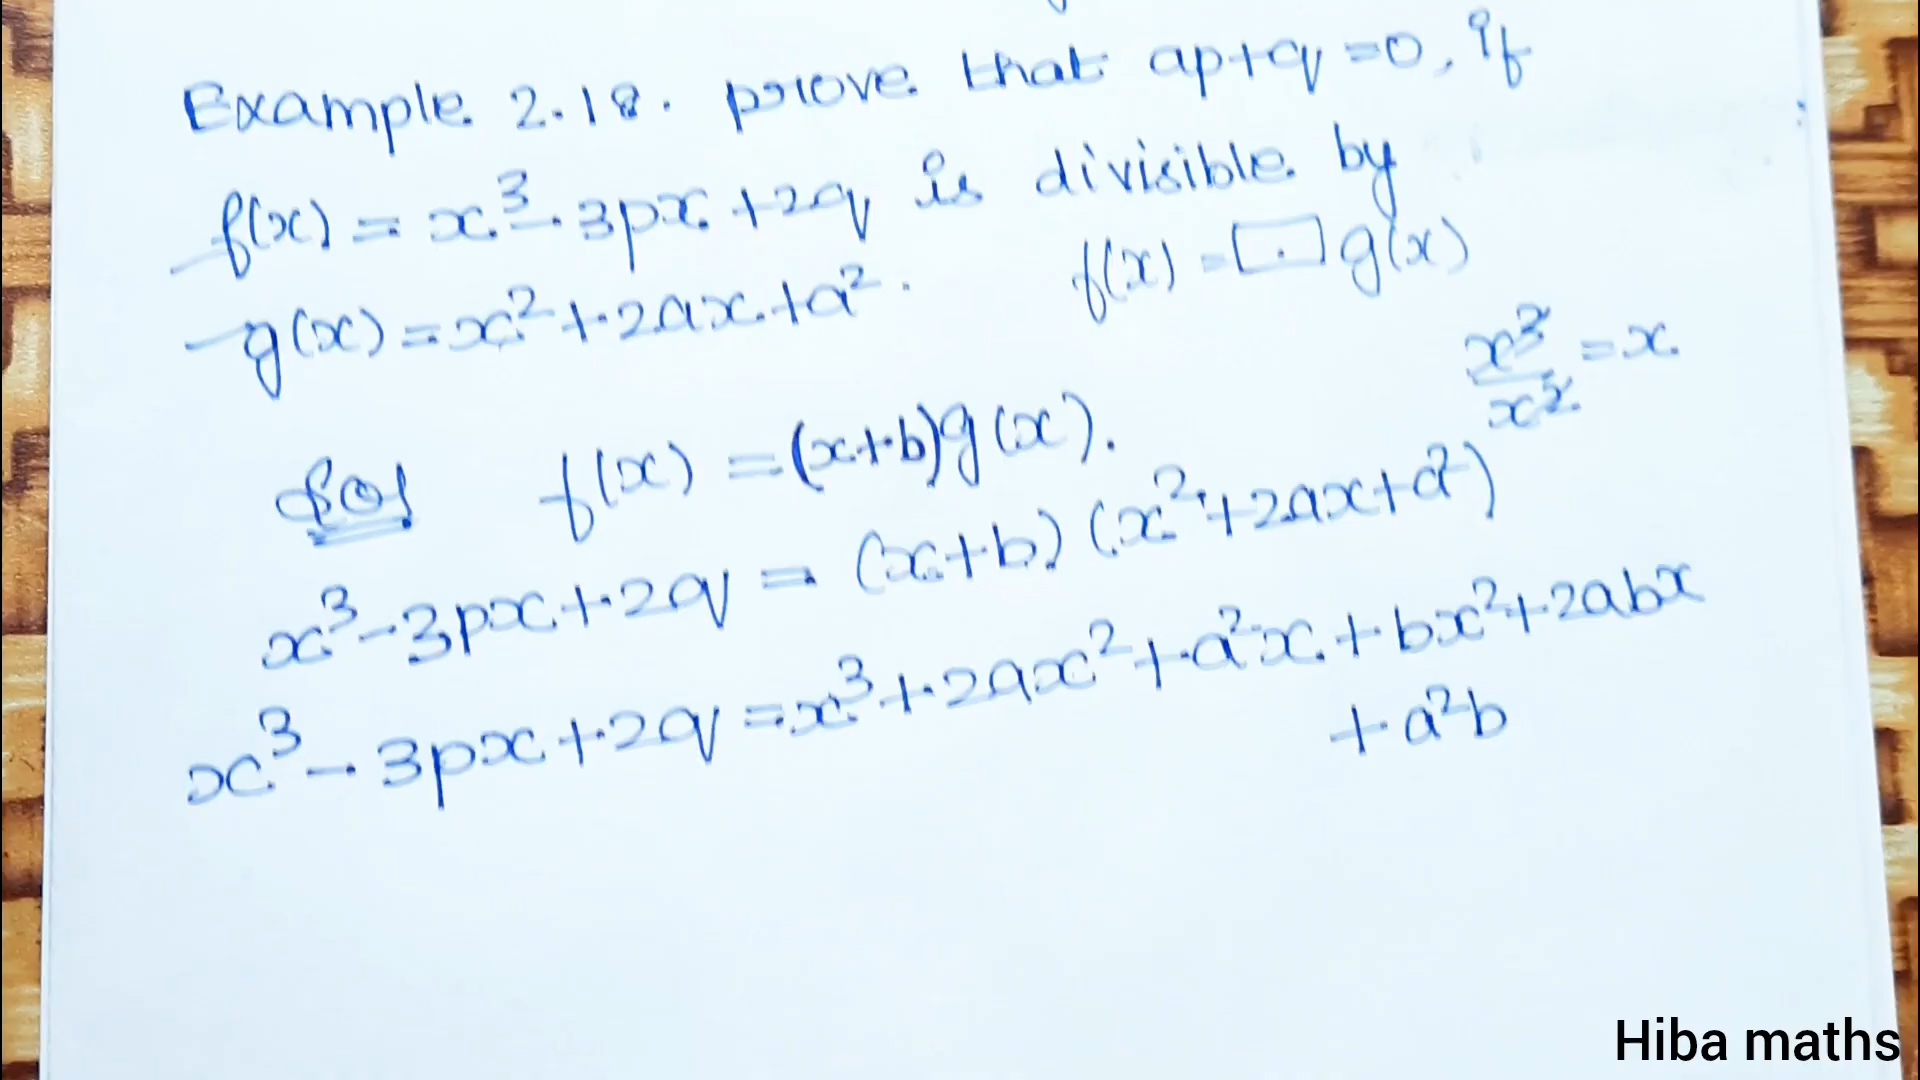 Example 2.18. prove that ap+q=0, if
f(x) = x³-3px+2q is divisible by
g(x) = x²+2ax+a². f(x) = □ g(x)
x³/x² = x
Sol f(x) = (x+b)g(x).
x³-3px+2q = (x+b)(x²+2ax+a²)
x³-3px+2q = x³+2ax²+a²x+bx²+2abx
+a²b
Hiba maths